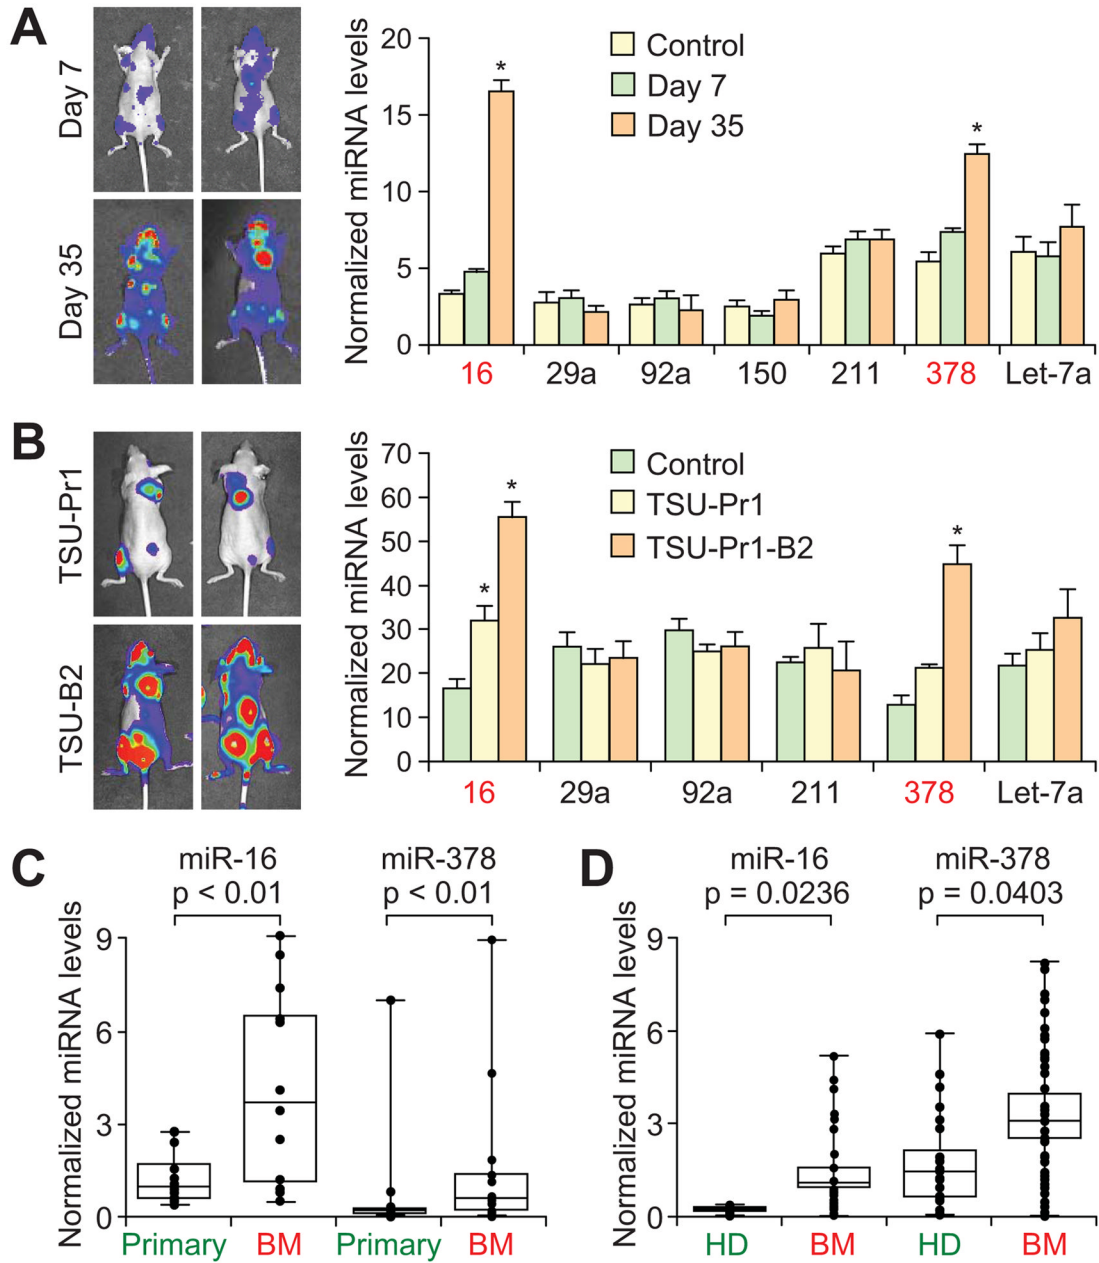 A
Day 7
Day 35
Normalized miRNA levels
20
15
10
5
0
Control
Day 7
Day 35
*
*
16
29a
92a
150
211
378
Let-7a
B
TSU-Pr1
TSU-B2
Normalized miRNA levels
70
60
50
40
30
20
10
0
Control
TSU-Pr1
TSU-Pr1-B2
*
*
*
16
29a
92a
211
378
Let-7a
C
miR-16
p < 0.01
miR-378
p < 0.01
Normalized miRNA levels
9
6
3
0
Primary
BM
Primary
BM
D
miR-16
p = 0.0236
miR-378
p = 0.0403
Normalized miRNA levels
9
6
3
0
HD
BM
HD
BM